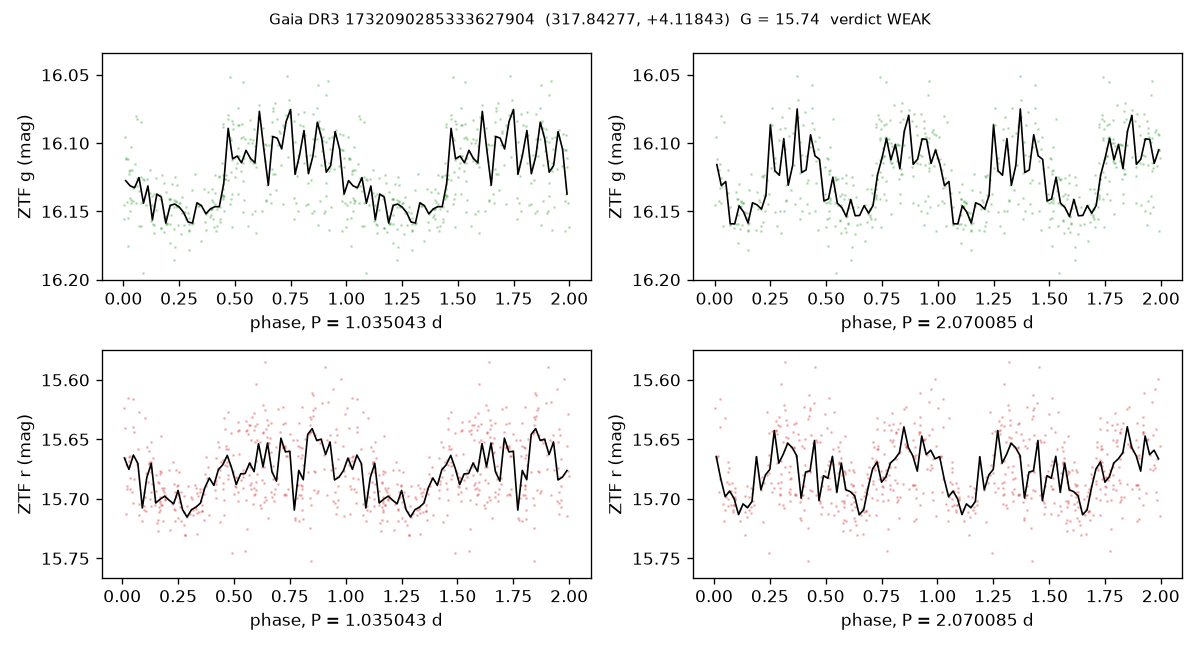 Gaia DR3 1732090285333627904 (317.84277, +4.11843) G = 15.74 verdict WEAK
16.05
16.10
16.15
16.20
ZTF g (mag)
0.00 0.25 0.50 0.75 1.00 1.25 1.50 1.75 2.00
phase, P = 1.035043 d
16.05
16.10
16.15
16.20
ZTF g (mag)
0.00 0.25 0.50 0.75 1.00 1.25 1.50 1.75 2.00
phase, P = 2.070085 d
15.60
15.65
15.70
15.75
ZTF r (mag)
0.00 0.25 0.50 0.75 1.00 1.25 1.50 1.75 2.00
phase, P = 1.035043 d
15.60
15.65
15.70
15.75
ZTF r (mag)
0.00 0.25 0.50 0.75 1.00 1.25 1.50 1.75 2.00
phase, P = 2.070085 d